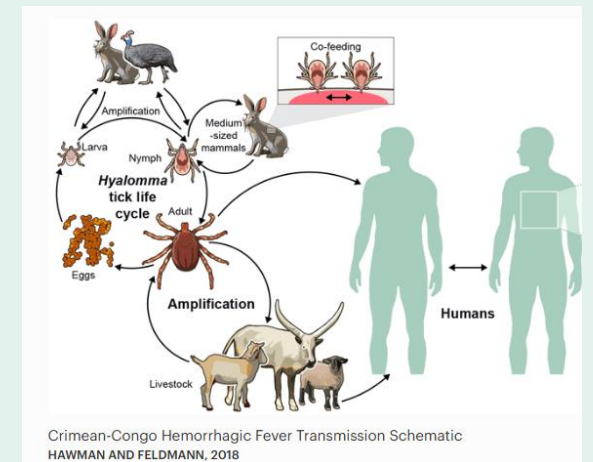 Co-feeding
Amplification
Larva
Medium
-sized
mammals
Nymph
Hyalomma
tick life
cycle
Adult
Eggs
Amplification
Humans
Livestock
Crimean-Congo Hemorrhagic Fever Transmission Schematic
HAWMAN AND FELDMANN, 2018